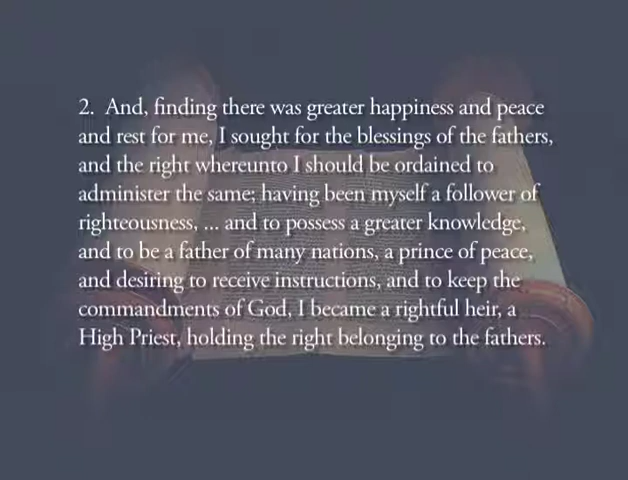 2. And, finding there was greater happiness and peace
and rest for me, I sought for the blessings of the fathers,
and the right whereunto I should be ordained to
administer the same; having been myself a follower of
righteousness, ... and to possess a greater knowledge,
and to be a father of many nations, a prince of peace,
and desiring to receive instructions, and to keep the
commandments of God, I became a rightful heir, a
High Priest, holding the right belonging to the fathers.